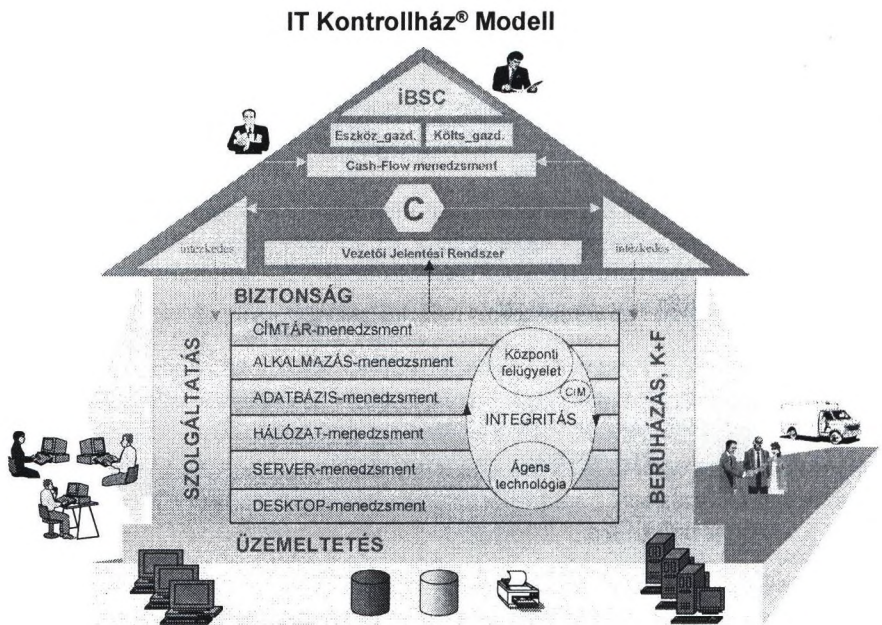 IT Kontrollház® Modell
iBSC
Eszköz_gazd.
Költs_gazd.
Cash-Flow menedzsment
C
intézkedés
intézkedés
Vezetői Jelentési Rendszer
BIZTONSÁG
SZOLGÁLTATÁS
BERUHÁZÁS, K+F
CÍMTÁR-menedzsment
ALKALMAZÁS-menedzsment
ADATBÁZIS-menedzsment
HÁLÓZAT-menedzsment
SERVER-menedzsment
DESKTOP-menedzsment
Központi
felügyelet
CIM
INTEGRITÁS
Ágens
technológia
ÜZEMELTETÉS